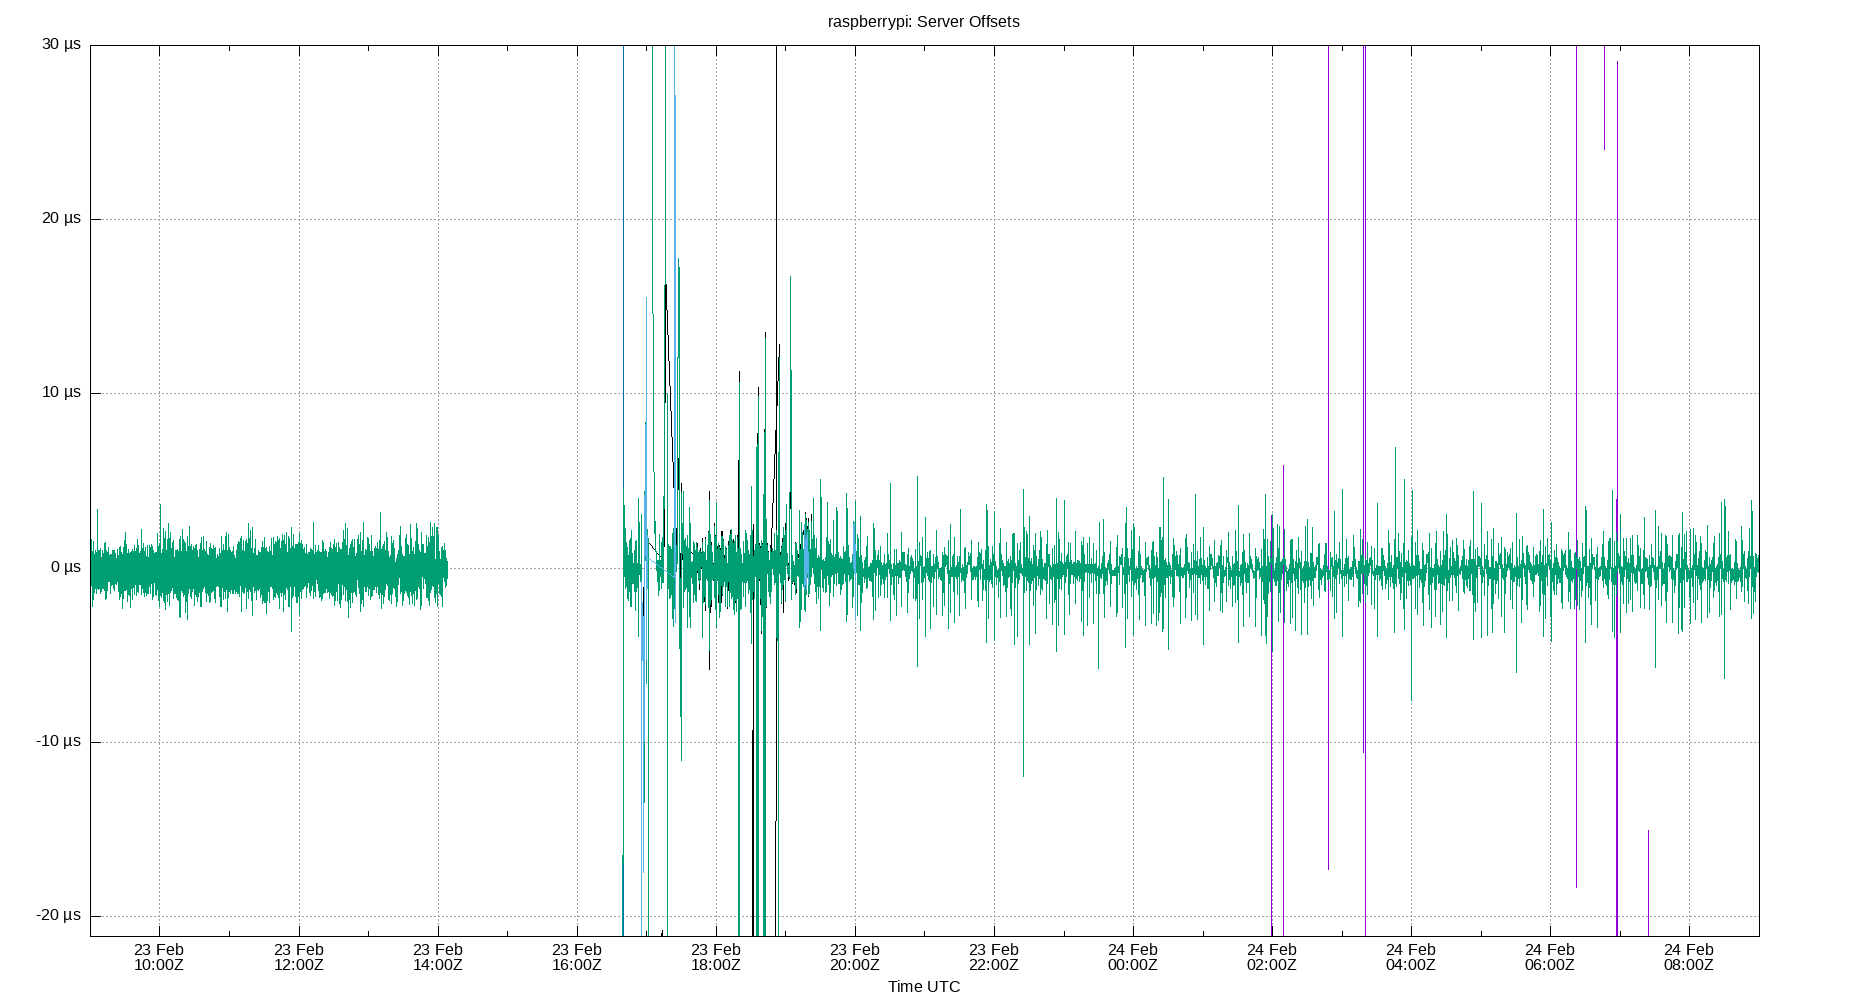 raspberrypi: Server Offsets
30 µs
20 µs
10 µs
0 µs
-10 µs
-20 µs
23 Feb 23 Feb 23 Feb 23 Feb 23 Feb 23 Feb 23 Feb 24 Feb 24 Feb 24 Feb 24 Feb 24 Feb
10:00Z 12:00Z 14:00Z 16:00Z 18:00Z 20:00Z 22:00Z 00:00Z 02:00Z 04:00Z 06:00Z 08:00Z
Time UTC